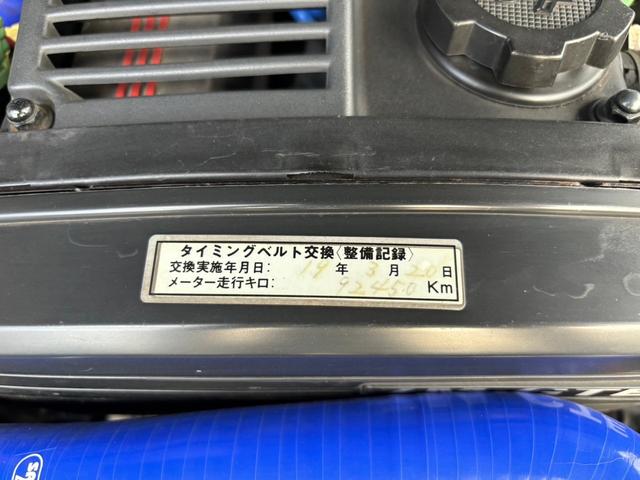 タイミングベルト交換〈整備記録〉
交換実施年月日: 19 年 3 月 20 日
メーター走行キロ: 92450 Km